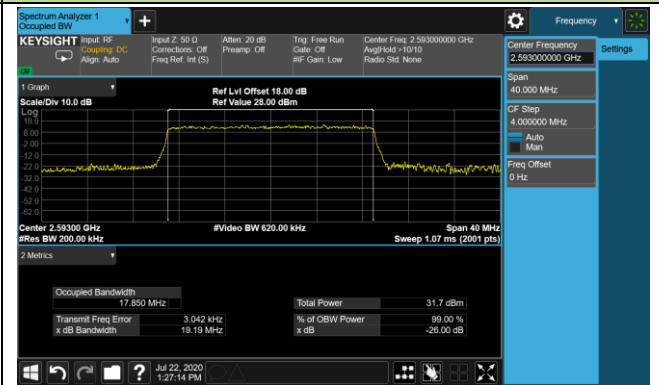 Spectrum Analyzer 1
Occupied BW
Frequency
KEYSIGHT
Input: RF
Coupling: DC
Align: Auto
Input Z: 50 Ω
Corrections: Off
Freq Ref: Int (S)
Atten: 20 dB
Preamp: Off
Trig: Free Run
Gate: Off
#IF Gain: Low
Center Freq: 2.593000000 GHz
Avg|Hold:>10/10
Radio Std: None
1 Graph
Scale/Div 10.0 dB
Ref Lvl Offset 18.00 dB
Ref Value 28.00 dBm
Log
18.0
8.00
-2.00
-12.0
-22.0
-32.0
-42.0
-52.0
-62.0
Center 2.59300 GHz
#Res BW 200.00 kHz
#Video BW 620.00 kHz
Span 40 MHz
Sweep 1.07 ms (2001 pts)
2 Metrics
Occupied Bandwidth
17.850 MHz
Transmit Freq Error 3.042 kHz
x dB Bandwidth 19.19 MHz
Total Power 31.7 dBm
% of OBW Power 99.00 %
x dB -26.00 dB
Jul 22, 2020
1:27:14 PM
Center Frequency
2.593000000 GHz
Settings
Span
40.000 MHz
CF Step
4.000000 MHz
Auto
Man
Freq Offset
0 Hz